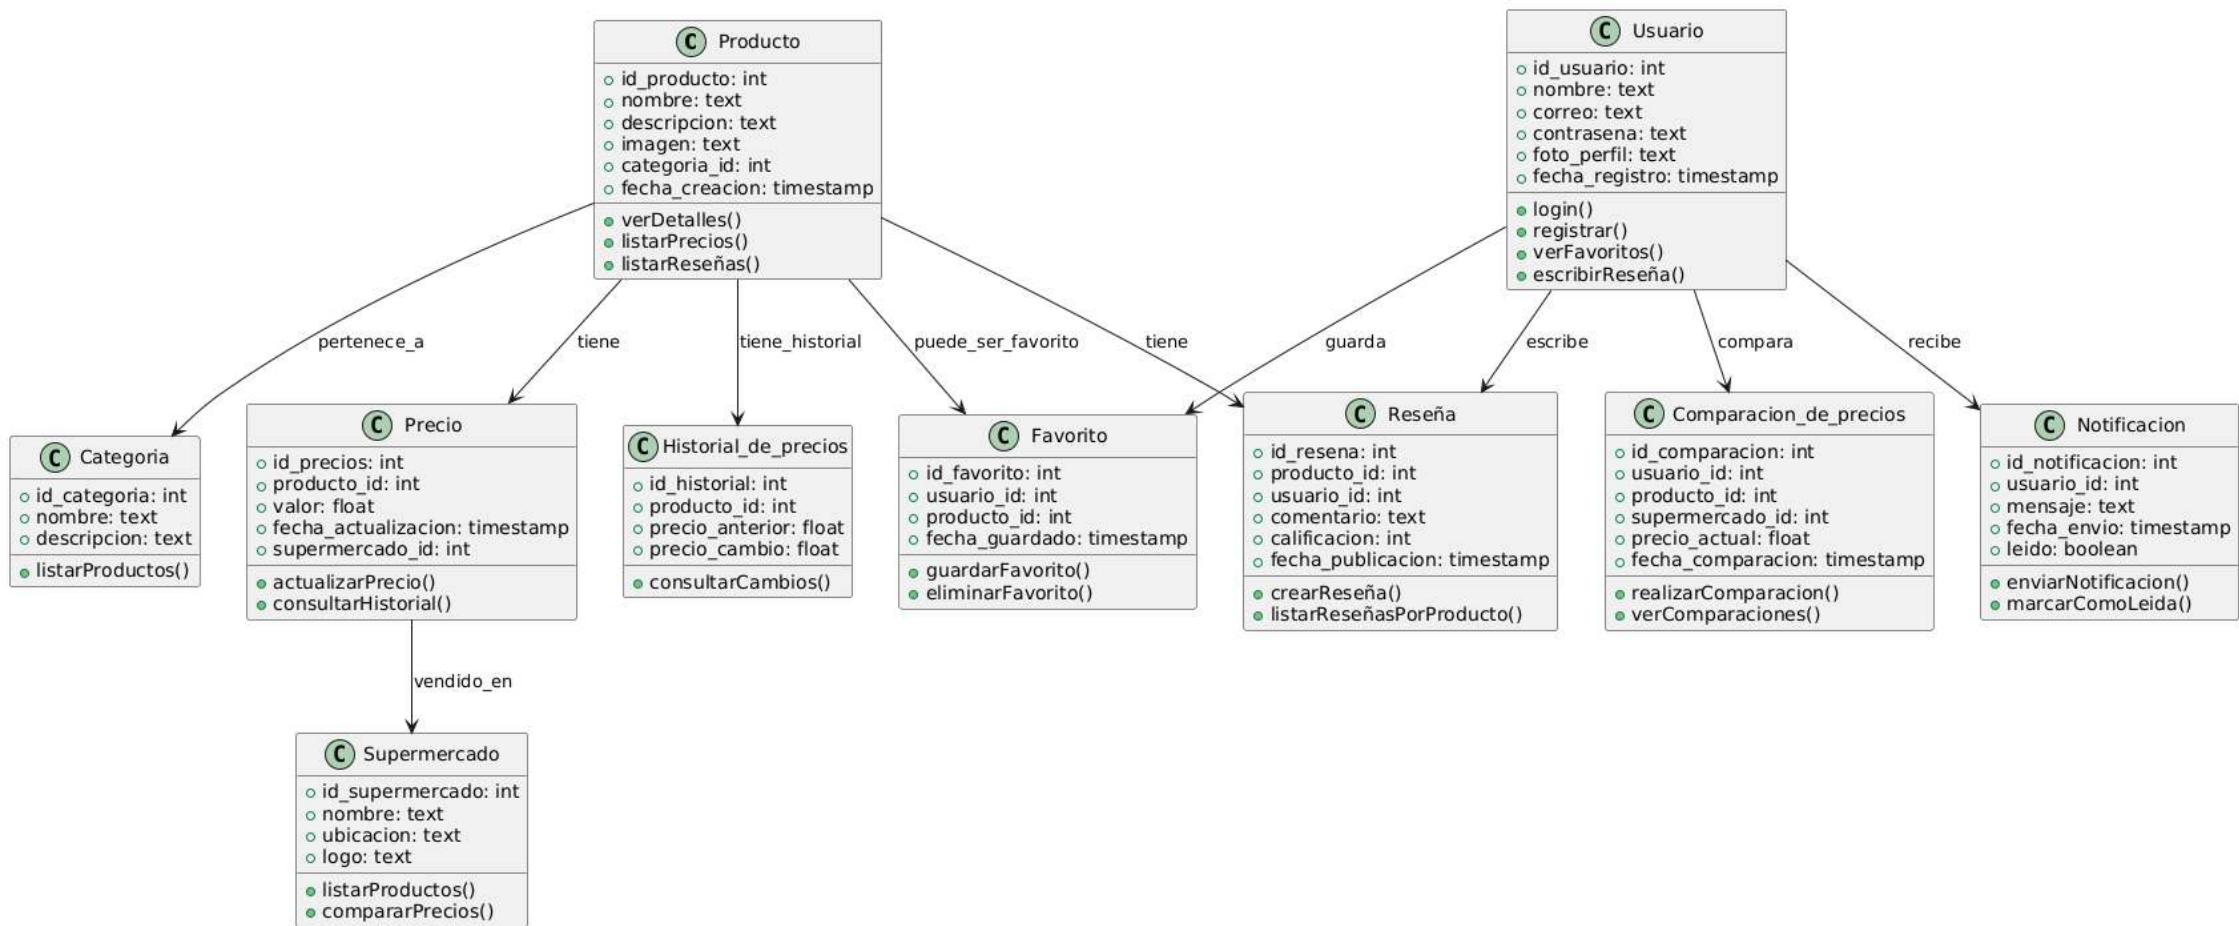 C Producto
id_producto: int
nombre: text
descripcion: text
imagen: text
categoria_id: int
fecha_creacion: timestamp
verDetalles()
listarPrecios()
listarReseñas()
C Usuario
id_usuario: int
nombre: text
correo: text
contrasena: text
foto_perfil: text
fecha_registro: timestamp
login()
registrar()
verFavoritos()
escribirReseña()
pertenece_a
tiene
tiene_historial
puede_ser_favorito
tiene
guarda
escribe
compara
recibe
C Categoria
id_categoria: int
nombre: text
descripcion: text
listarProductos()
C Precio
id_precios: int
producto_id: int
valor: float
fecha_actualizacion: timestamp
supermercado_id: int
actualizarPrecio()
consultarHistorial()
C Historial_de_precios
id_historial: int
producto_id: int
precio_anterior: float
precio_cambio: float
consultarCambios()
C Favorito
id_favorito: int
usuario_id: int
producto_id: int
fecha_guardado: timestamp
guardarFavorito()
eliminarFavorito()
C Reseña
id_resena: int
producto_id: int
usuario_id: int
comentario: text
calificacion: int
fecha_publicacion: timestamp
crearReseña()
listarReseñasPorProducto()
C Comparacion_de_precios
id_comparacion: int
usuario_id: int
producto_id: int
supermercado_id: int
precio_actual: float
fecha_comparacion: timestamp
realizarComparacion()
verComparaciones()
C Notificacion
id_notificacion: int
usuario_id: int
mensaje: text
fecha_envio: timestamp
leido: boolean
enviarNotificacion()
marcarComoLeida()
vendido_en
C Supermercado
id_supermercado: int
nombre: text
ubicacion: text
logo: text
listarProductos()
compararPrecios()